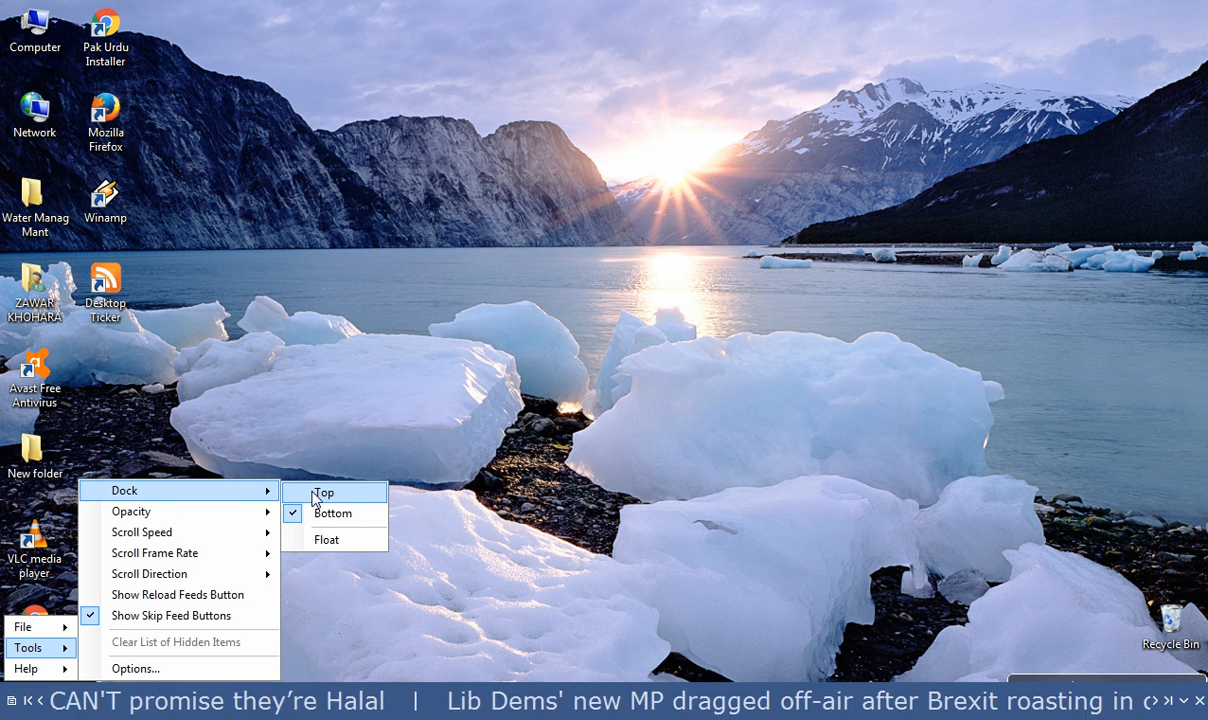 Computer
Pak Urdu
Installer
Network
Mozilla
Firefox
Water Manag
Mant
Winamp
ZAWAR
KHOHARA
Desktop
Ticker
Avast Free
Antivirus
New folder
VLC media
player
Recycle Bin
File
Tools
Help
Dock
Opacity
Scroll Speed
Scroll Frame Rate
Scroll Direction
Show Reload Feeds Button
Show Skip Feed Buttons
Clear List of Hidden Items
Options...
Top
Bottom
Float
CAN'T promise they’re Halal | Lib Dems' new MP dragged off-air after Brexit roasting in